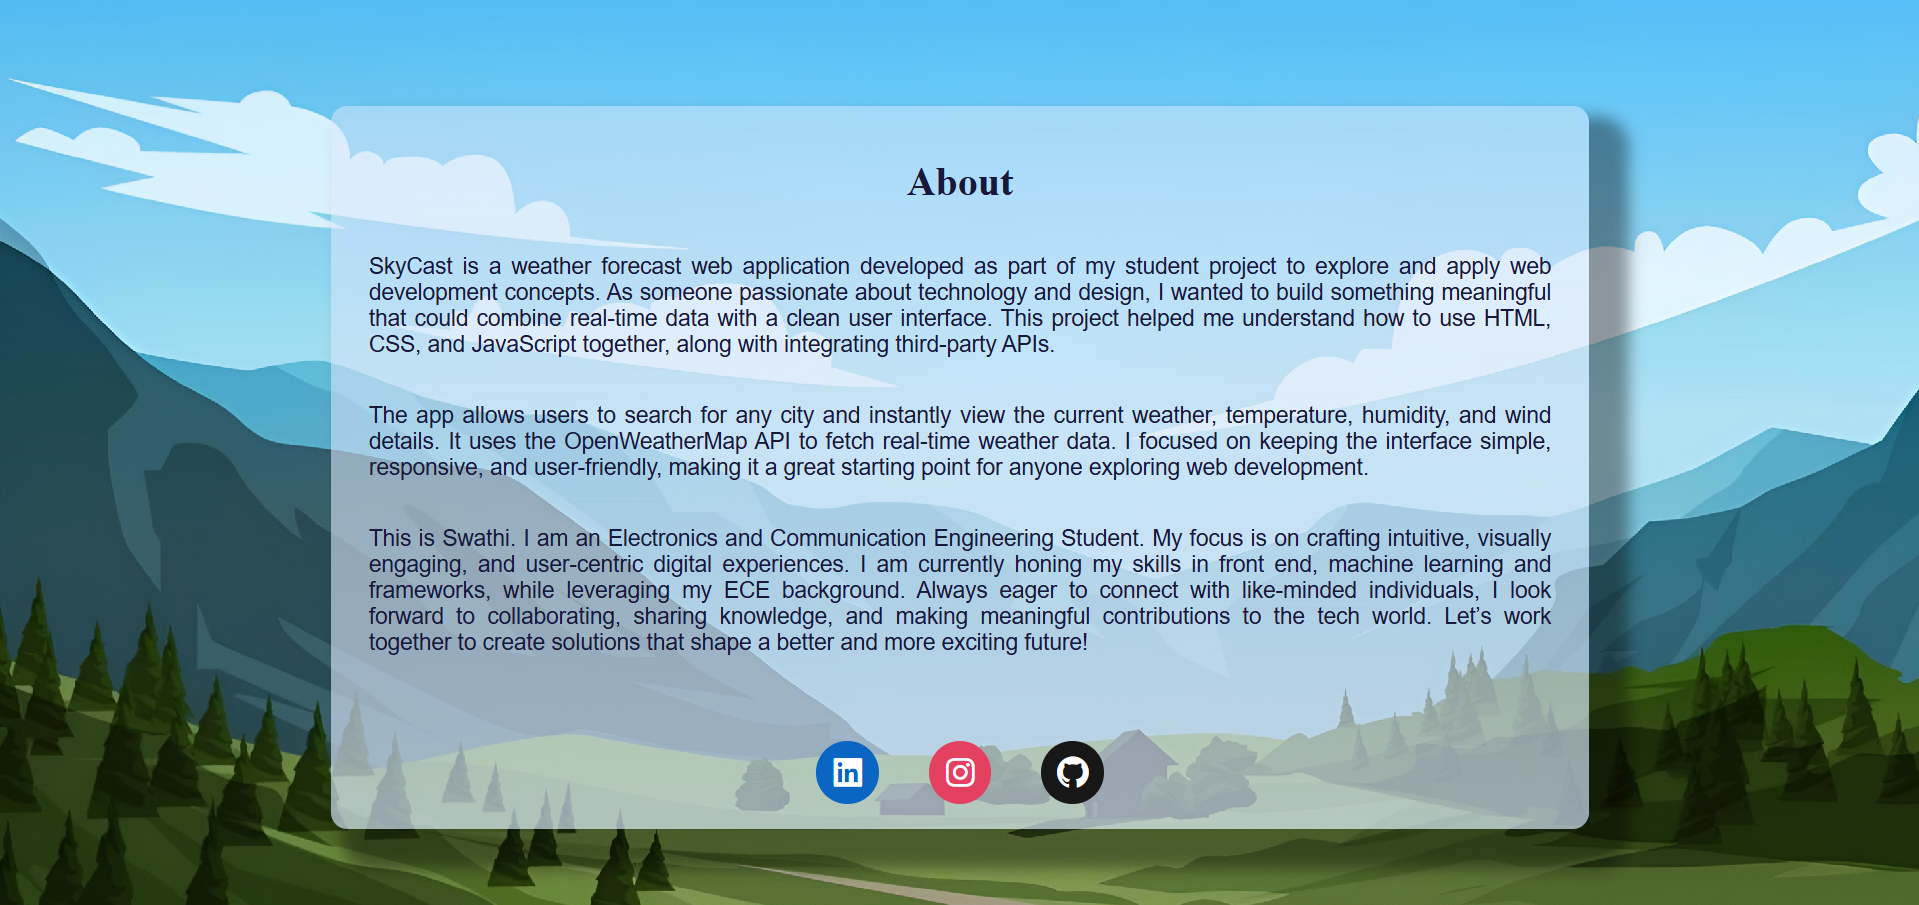 About
SkyCast is a weather forecast web application developed as part of my student project to explore and apply web
development concepts. As someone passionate about technology and design, I wanted to build something meaningful
that could combine real-time data with a clean user interface. This project helped me understand how to use HTML,
CSS, and JavaScript together, along with integrating third-party APIs.
The app allows users to search for any city and instantly view the current weather, temperature, humidity, and wind
details. It uses the OpenWeatherMap API to fetch real-time weather data. I focused on keeping the interface simple,
responsive, and user-friendly, making it a great starting point for anyone exploring web development.
This is Swathi. I am an Electronics and Communication Engineering Student. My focus is on crafting intuitive, visually
engaging, and user-centric digital experiences. I am currently honing my skills in front end, machine learning and
frameworks, while leveraging my ECE background. Always eager to connect with like-minded individuals, I look
forward to collaborating, sharing knowledge, and making meaningful contributions to the tech world. Let’s work
together to create solutions that shape a better and more exciting future!
in